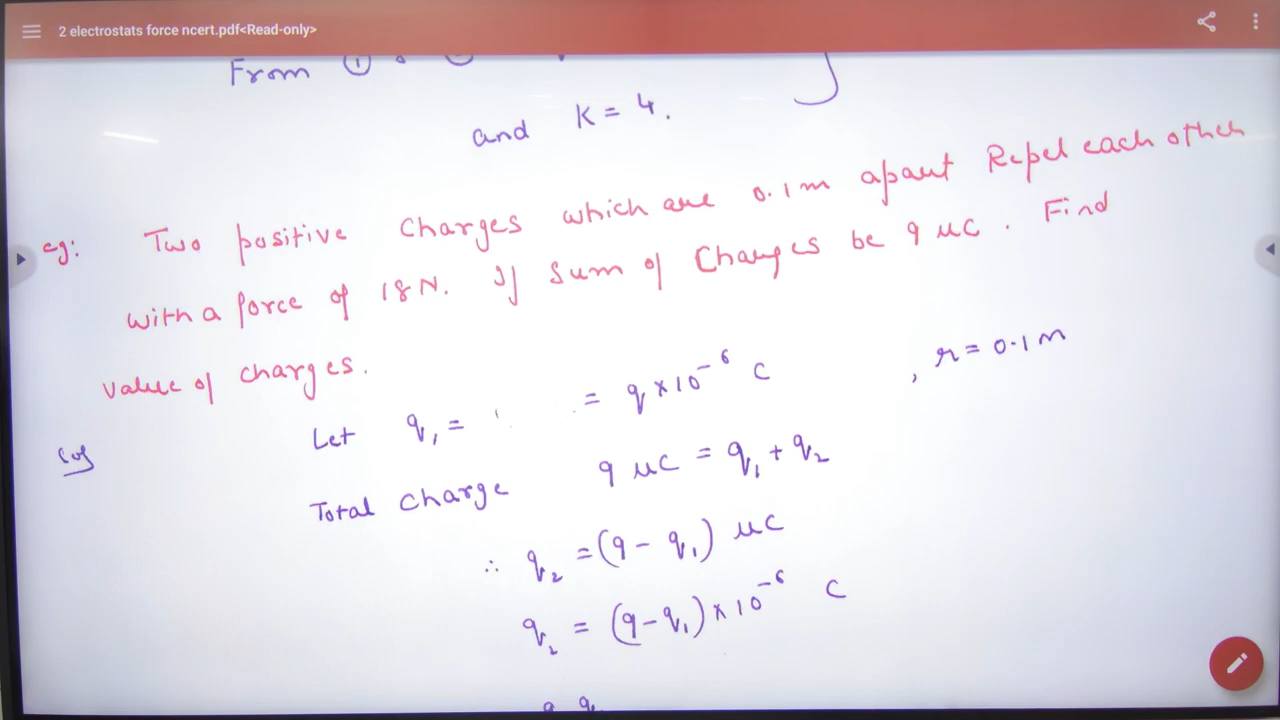 2 electrostats force ncert.pdf<Read-only>
From ①
and K = 4.
eg: Two positive charges which are 0.1m apart Repel each other
with a force of 18N. If sum of Charges be 9 μC. Find
value of charges.
Sol Let q₁ = = q × 10⁻⁶ C , r = 0.1 m
Total charge 9 μC = q₁ + q₂
∴ q₂ = (9 - q₁) μC
q₂ = (9 - q₁) × 10⁻⁶ C